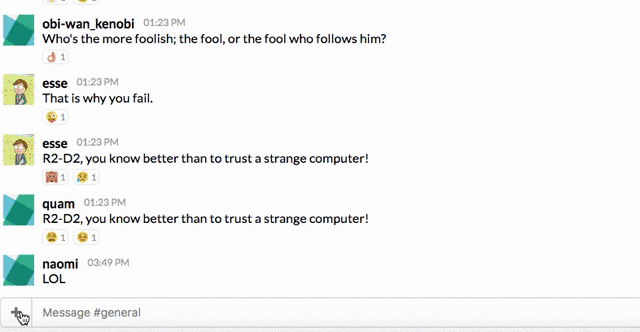 obi-wan_kenobi 01:23 PM
Who's the more foolish; the fool, or the fool who follows him?
1
esse 01:23 PM
That is why you fail.
1
esse 01:23 PM
R2-D2, you know better than to trust a strange computer!
1 1
quam 01:23 PM
R2-D2, you know better than to trust a strange computer!
1 1
naomi 03:49 PM
LOL
+ Message #general